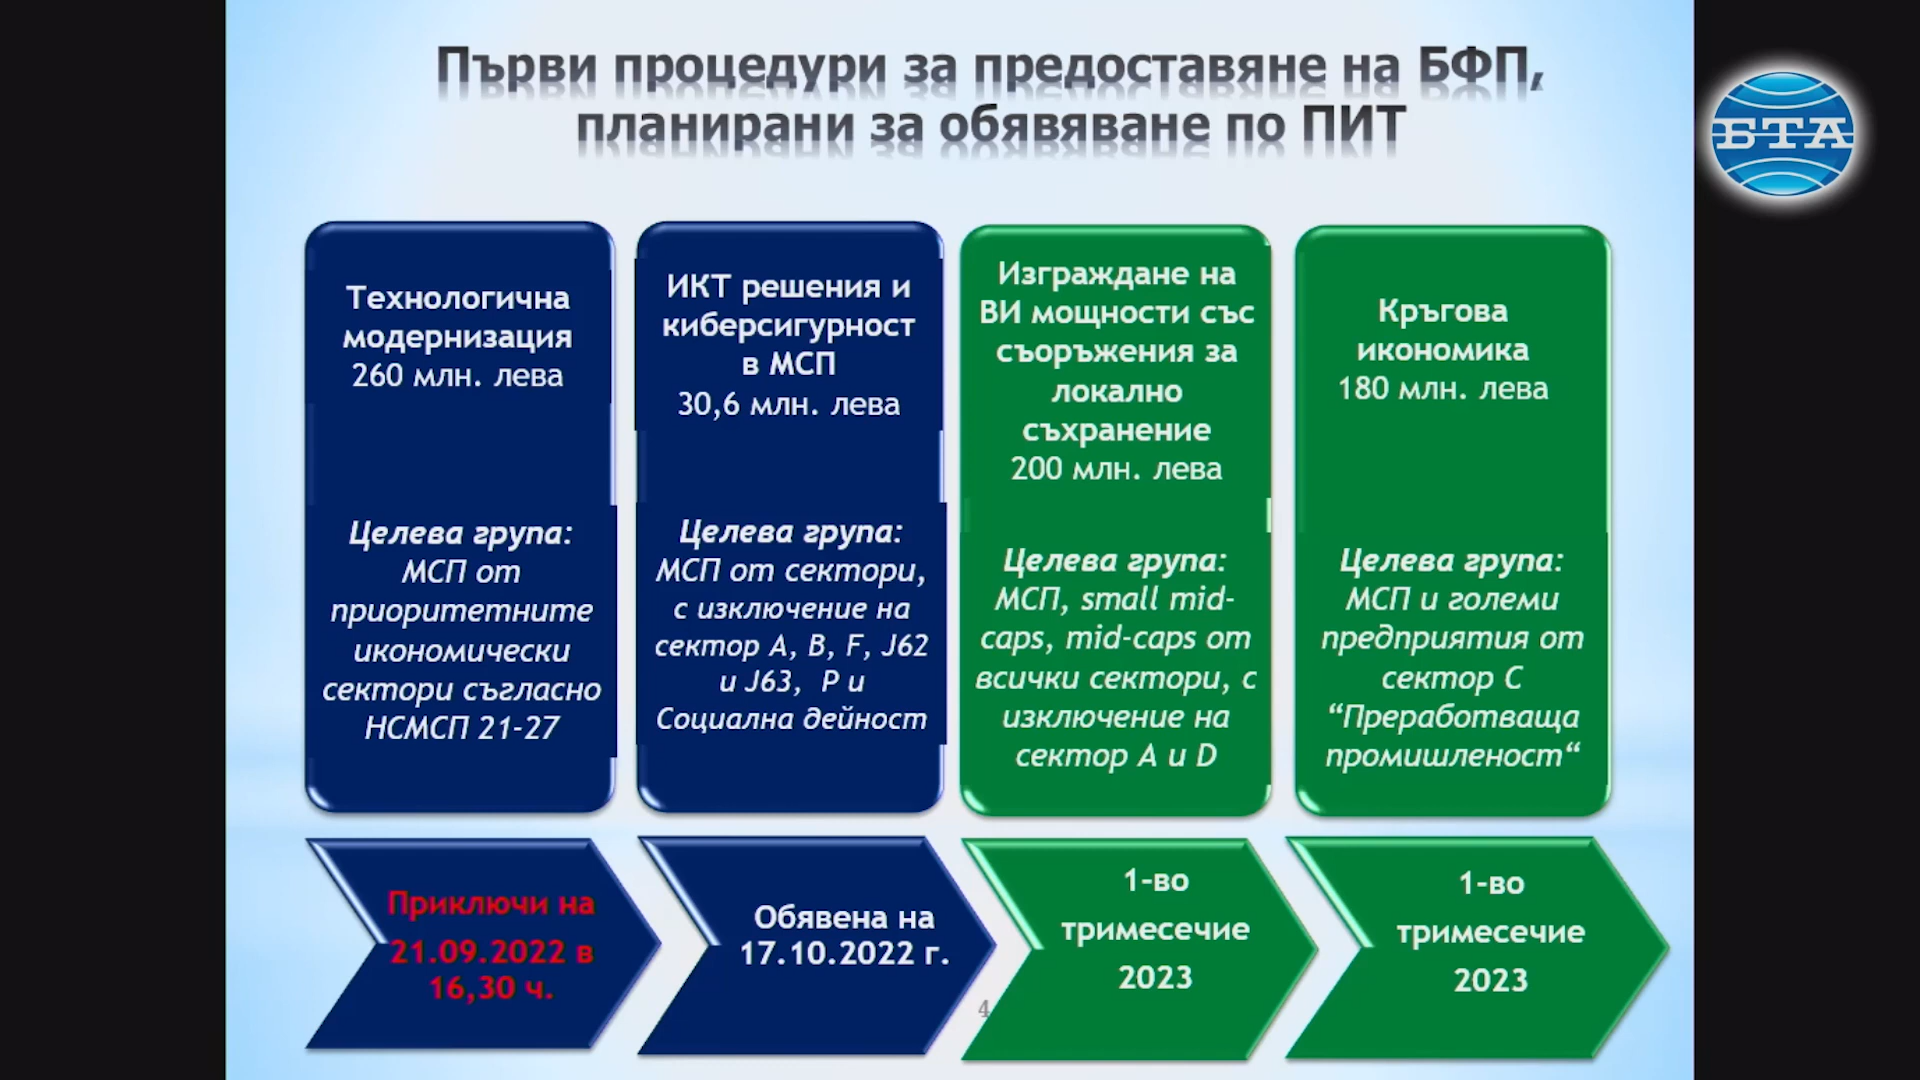 Първи процедури за предоставяне на БФП,
планирани за обявяване по ПИТ
БТА
Технологична
модернизация
260 млн. лева
Целева група:
МСП от
приоритетните
икономически
сектори съгласно
НСМСП 21-27
ИКТ решения и
киберсигурност
в МСП
30,6 млн. лева
Целева група:
МСП от сектори,
с изключение на
сектор A, B, F, J62
и J63, P и
Социална дейност
Изграждане на
ВИ мощности със
съоръжения за
локално
съхранение
200 млн. лева
Целева група:
МСП, small mid-
caps, mid-caps от
всички сектори, с
изключение на
сектор A и D
Кръгова
икономика
180 млн. лева
Целева група:
МСП и големи
предприятия от
сектор C
“Преработваща
промишленост“
Приключи на
21.09.2022 в
16,30 ч.
Обявена на
17.10.2022 г.
1-во
тримесечие
2023
1-во
тримесечие
2023
4